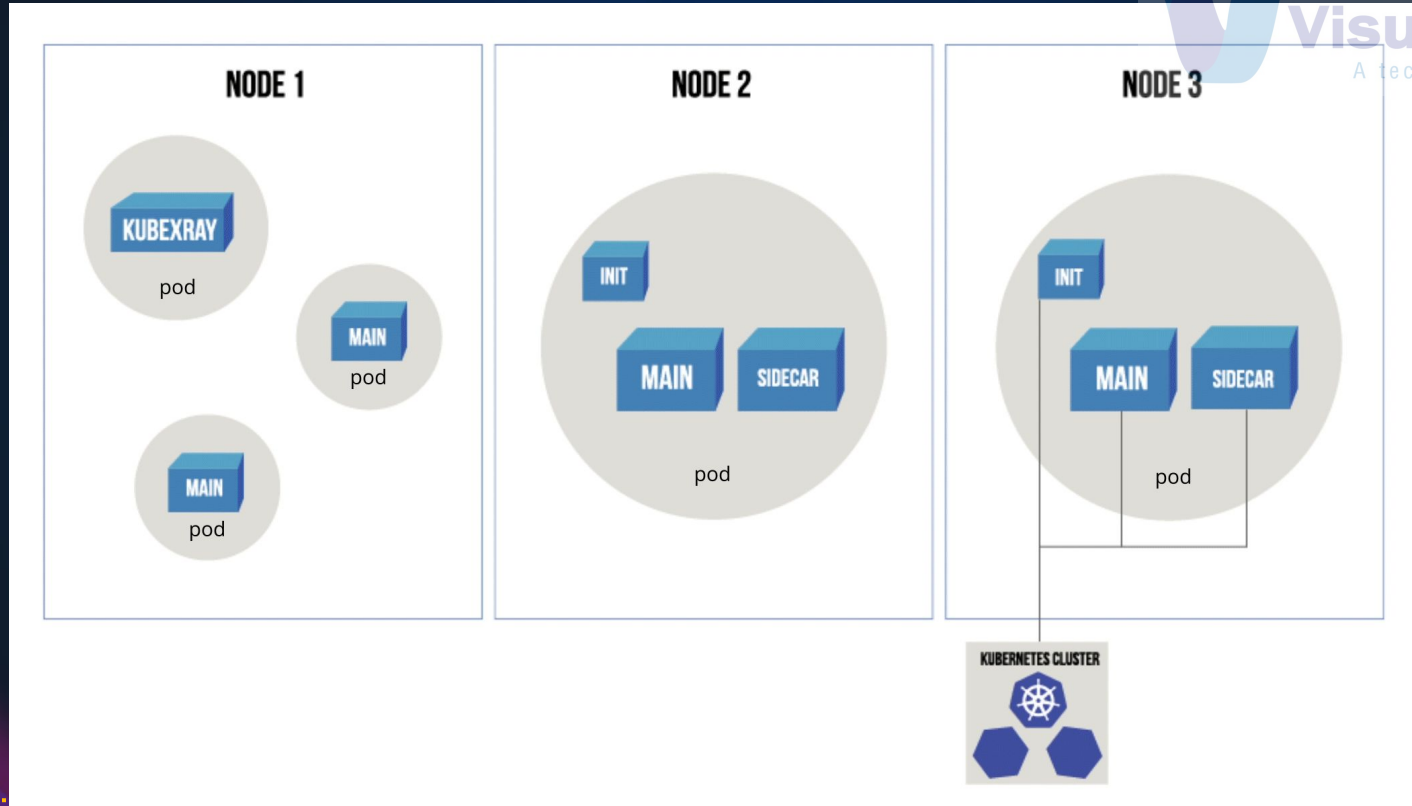 Visu
A tec
NODE 1
KUBEXRAY
pod
MAIN
pod
MAIN
pod
NODE 2
INIT
MAIN
SIDECAR
pod
NODE 3
INIT
MAIN
SIDECAR
pod
KUBERNETES CLUSTER